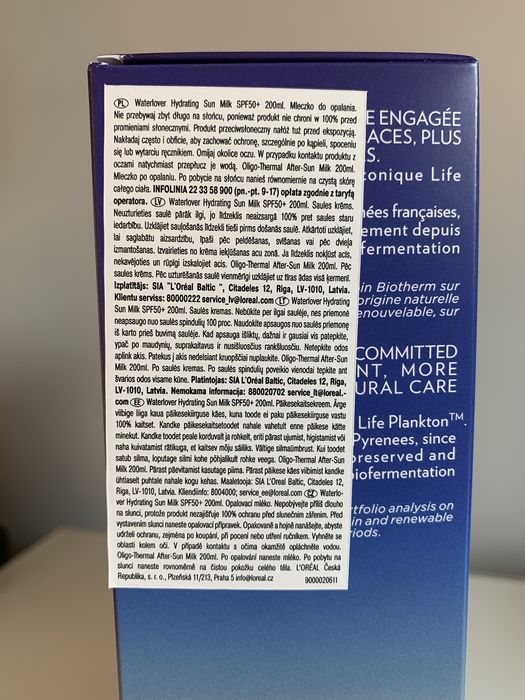 PL Waterlover Hydrating Sun Milk SPF50+ 200ml. Mleczko do opalania.
Nie przebywaj zbyt długo na słońcu, ponieważ produkt nie chroni w 100% przed
promieniami słonecznymi. Produkt przeciwsłoneczny nałóż tuż przed ekspozycją.
Nakładaj często i obficie, aby zachować ochronę, szczególnie po kąpieli, spoceniu
się lub wytarciu ręcznikiem. Omijaj okolice oczu. W przypadku kontaktu produktu z
oczami natychmiast przepłucz je wodą. Oligo-Thermal After-Sun Milk 200ml.
Mleczko po opalaniu. Po pobycie na słońcu nanieś równomiernie na czystą skórę
całego ciała. INFOLINIA 22 33 58 900 (pn.-pt. 9-17) opłata zgodnie z taryfą
operatora. LV Waterlover Hydrating Sun Milk SPF50+ 200ml. Saules krēms.
Neuzturieties saulē pārāk ilgi, jo līdzeklis neaizsargā 100% pret saules staru
iedarbību. Uzklājiet sauļošanās līdzekli tieši pirms došanās saulē. Atkārtoti uzklājiet,
lai saglabātu aizsardzību, īpaši pēc peldēšanas, svīšanas vai pēc dvieļa
izmantošanas. Izvairieties no krēma iekļūšanas acu zonā. Ja līdzeklis nokļūst acīs,
nekavējoties un rūpīgi izskalojiet acis. Oligo-Thermal After-Sun Milk 200ml. Pēc
saules krēms. Pēc uzturēšanās saulē vienmērīgi uzklājiet uz tīras ādas visā ķermenī.
Izplatītājs: SIA "L'Oréal Baltic ", Citadeles 12, Riga, LV-1010, Latvia.
Klientu serviss: 80000222 service_lv@loreal.com LT Waterlover Hydrating
Sun Milk SPF50+ 200ml. Saulės kremas. Nebūkite per ilgai saulėje, nes priemonė
neapsaugo nuo saulės spindulių 100 proc. Naudokite apsaugos nuo saulės priemonę
iš karto prieš buvimą saulėje. Kad apsauga išliktų, dažnai ir gausiai vis patepkite,
ypač po maudynių, suprakaitavus ir nusišluosčius rankšluosčiu. Netepkite odos
aplink akis. Patekus į akis nedelsiant kruopščiai nuplaukite. Oligo-Thermal After-Sun
Milk 200ml. Kremas po saulės. Po saulės spindulių poveikio vienodai tepkite ant
švarios odos visame kūne. Platintojas: SIA L'Oréal Baltic, Citadeles 12, Riga,
LV-1010, Latvia. Nemokama informacija: 880020702 service_lt@loreal.-
com EE Waterlover Hydrating Sun Milk SPF50+ 200ml. Päikesekaitsekreem. Ärge
viibige liiga kaua päikesekiirguse käes, kuna toode ei paku päikesekiirguse vastu
100% kaitset. Kandke päikesekaitsetoodet nahale vahetult enne päikese kätte
minekut. Kandke toodet peale korduvalt ja rohkelt, eriti pärast ujumist, higistamist või
naha kuivatamist rätikuga, et kaitse säiliks. Vältige silmaümbrust. Kui toodet
satub silma, loputage silmi kohe põhjalikult rohke veega. Oligo-Thermal After-Sun
Milk 200ml. Pärast päevitamist kasutage piima. Pärast päikese käes viibimist kandke
ühtlaselt puhtale nahale kogu kehas. Maaletooja: SIA L'Oréal Baltic, Citadeles 12,
Riga, LV-1010, Latvia. Kliendiinfo: 8004000; service_ee@loreal.com CZ Waterlo-
ver Hydrating Sun Milk SPF50+ 200ml. Opalovací mléko. Nepobývejte příliš dlouho
na slunci, protože produkt nezajišťuje 100% ochranu před slunečním zářením. Před
vystavením slunci naneste opalovací přípravek. Opakovaně a hojně nanášejte, abyste
udrželi ochranu, zejména po koupání, při pocení nebo utření ručníkem. Vyhněte se
oblasti kolem očí. V případě kontaktu s očima okamžitě opláchněte vodou.
Oligo-Thermal After-Sun Milk 200ml. Po opalování naneste mléko. Po pobytu na
slunci naneste rovnoměrně na čistou pokožku celého těla. L'ORÉAL Česká
Republika, s. r. o., Plzeňská 11/213, Praha 5 info@loreal.cz
9000020611
E ENGAGÉE
ACES, PLUS
S.
onique Life
nées françaises,
ement depuis
fermentation
in Biotherm sur
origine naturelle
enouvelable, sur
COMMITTED
NT, MORE
URAL CARE
Life Plankton™.
Pyrenees, since
reserved and
iofermentation
tfolio analysis on
in and renewable
iods.